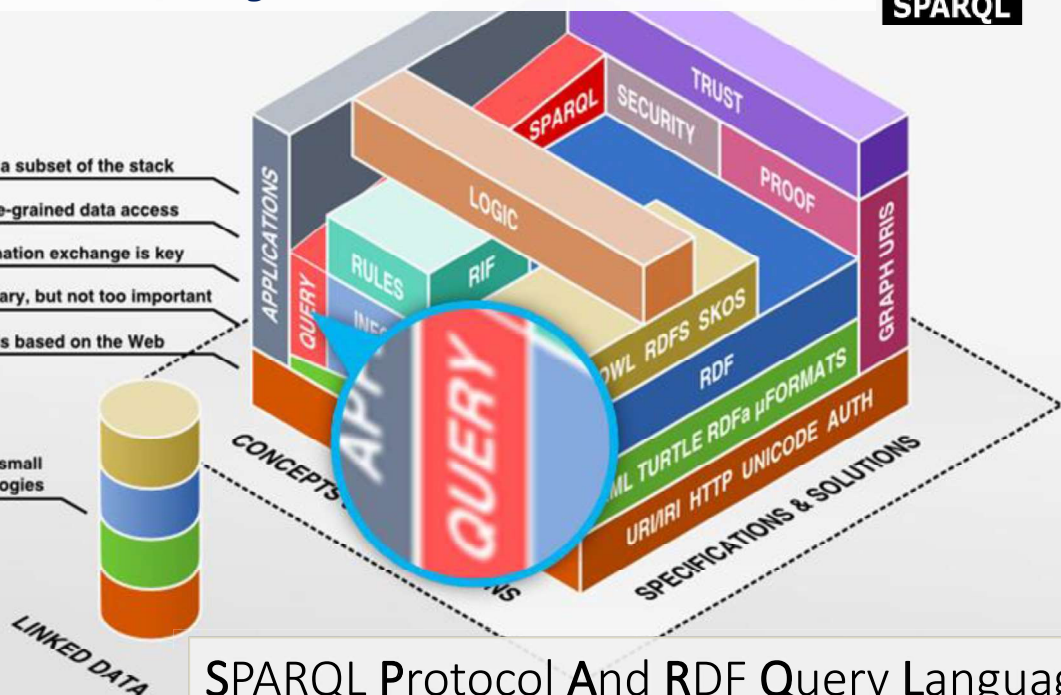 SPARQL
TRUST
SPARQL
SECURITY
PROOF
LOGIC
a subset of the stack
e-grained data access
nation exchange is key
ary, but not too important
s based on the Web
APPLICATIONS
QUERY
RULES
RIF
GRAPH URIS
OWL RDFS SKOS
RDF
ML TURTLE RDFa μFORMATS
URI/IRI HTTP UNICODE AUTH
APP
QUERY
CONCEPTS
NS
SPECIFICATIONS & SOLUTIONS
small
ogies
LINKED DATA
SPARQL Protocol And RDF Query Langua